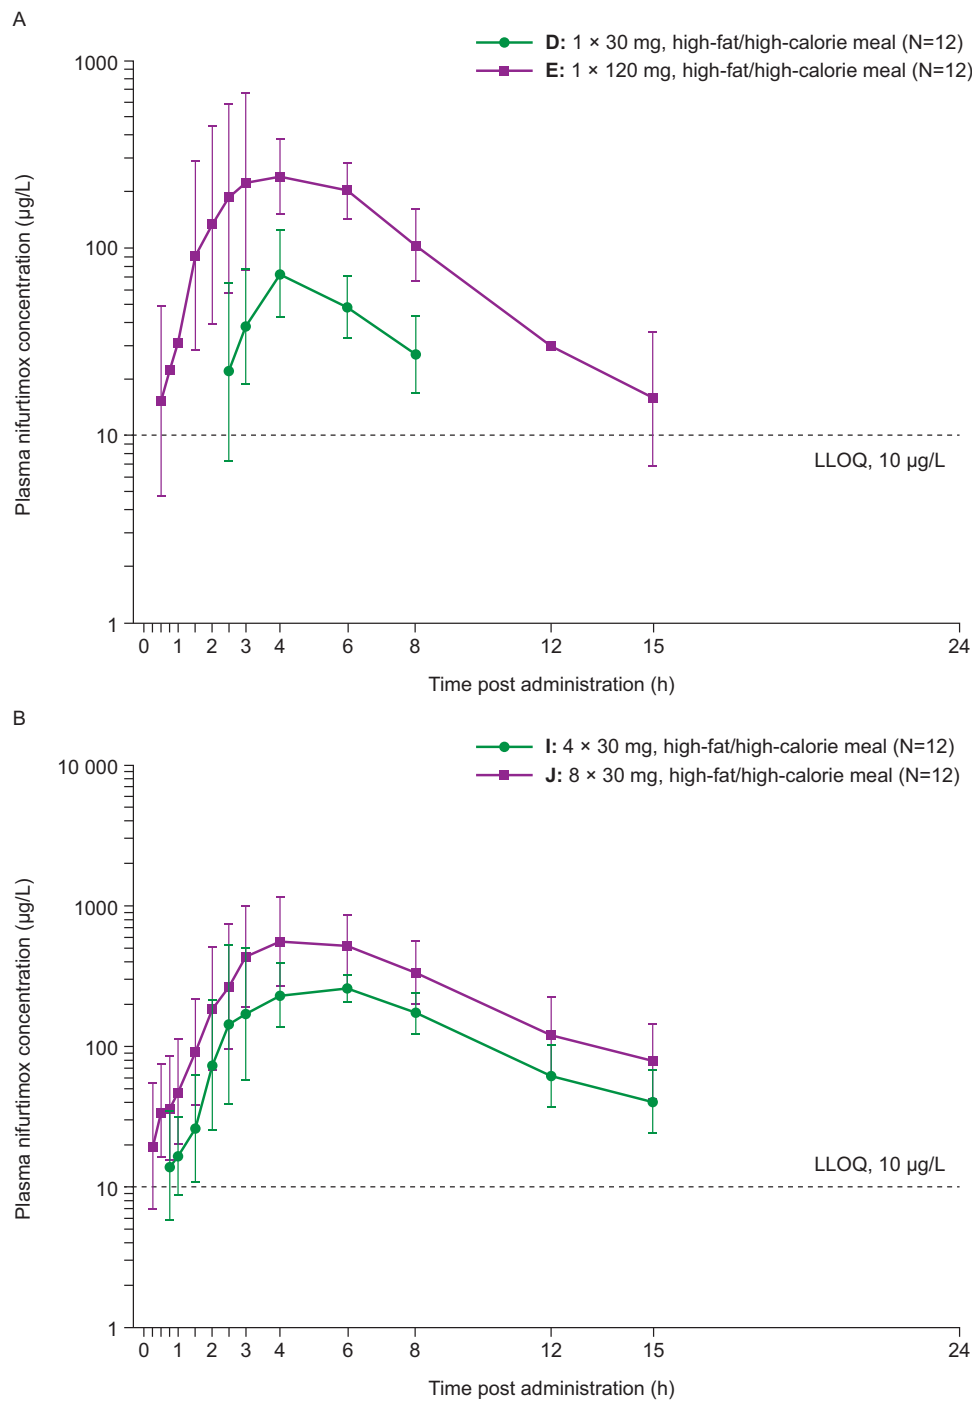 A
D: 1 × 30 mg, high-fat/high-calorie meal (N=12)
E: 1 × 120 mg, high-fat/high-calorie meal (N=12)
1000
100
10
1
Plasma nifurtimox concentration (µg/L)
LLOQ, 10 µg/L
0 1 2 3 4 6 8 12 15 24
Time post administration (h)
B
I: 4 × 30 mg, high-fat/high-calorie meal (N=12)
J: 8 × 30 mg, high-fat/high-calorie meal (N=12)
10 000
1000
100
10
1
Plasma nifurtimox concentration (µg/L)
LLOQ, 10 µg/L
0 1 2 3 4 6 8 12 15 24
Time post administration (h)